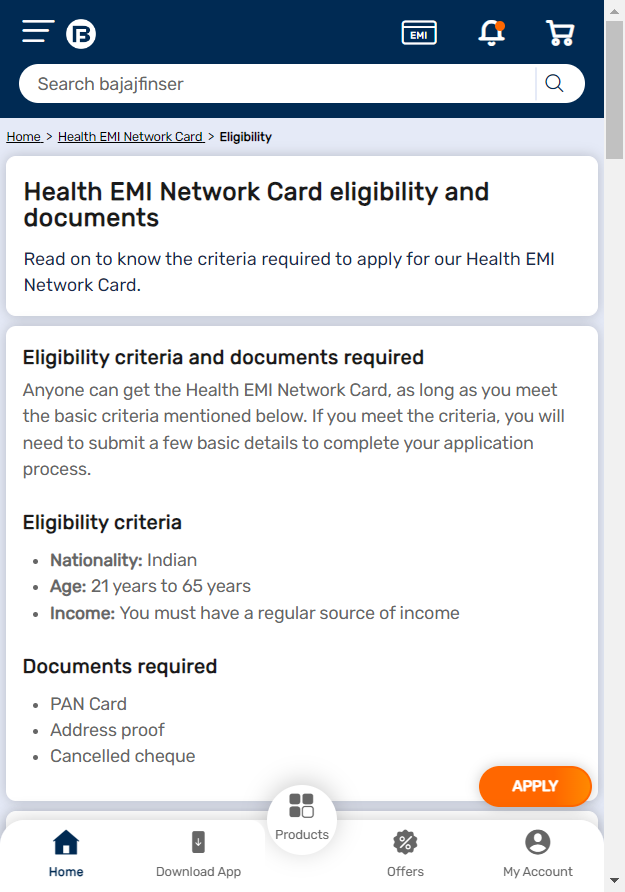 EMI
Search bajajfinser
Home > Health EMI Network Card > Eligibility
Health EMI Network Card eligibility and
documents
Read on to know the criteria required to apply for our Health EMI
Network Card.
Eligibility criteria and documents required
Anyone can get the Health EMI Network Card, as long as you meet
the basic criteria mentioned below. If you meet the criteria, you will
need to submit a few basic details to complete your application
process.
Eligibility criteria
• Nationality: Indian
• Age: 21 years to 65 years
• Income: You must have a regular source of income
Documents required
• PAN Card
• Address proof
• Cancelled cheque
APPLY
Home
Download App
Products
Offers
My Account